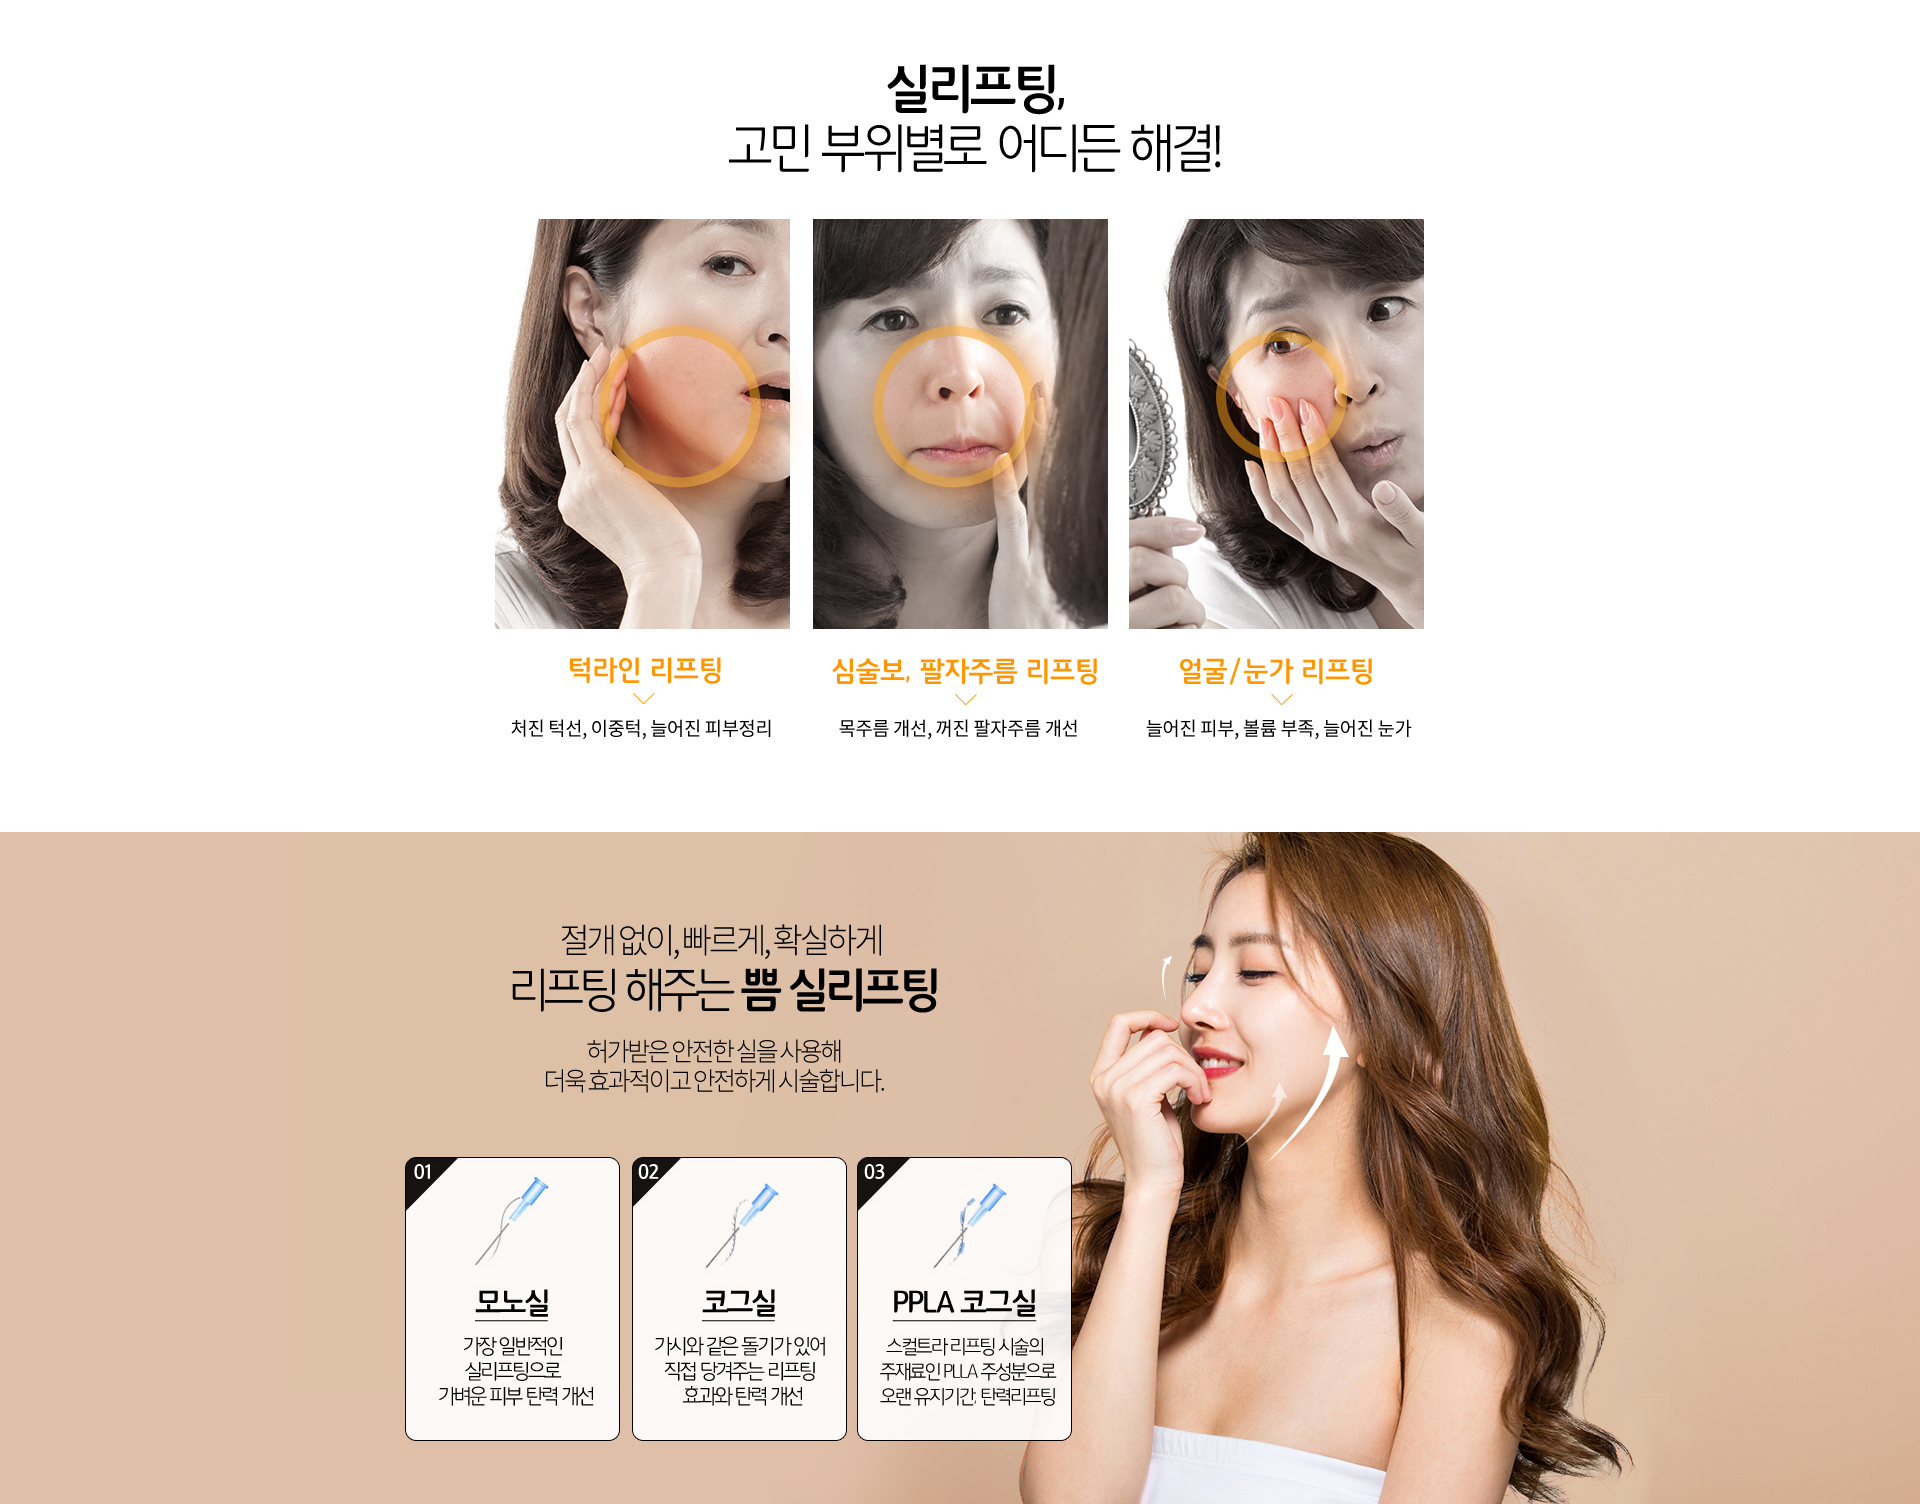 실리프팅,
고민 부위별로 어디든 해결!
턱라인 리프팅
처진 턱선, 이중턱, 늘어진 피부정리
심술보, 팔자주름 리프팅
목주름 개선, 꺼진 팔자주름 개선
얼굴/눈가 리프팅
늘어진 피부, 볼륨 부족, 늘어진 눈가
절개 없이, 빠르게, 확실하게
리프팅 해주는 쁨 실리프팅
허가받은 안전한 실을 사용해
더욱 효과적이고 안전하게 시술합니다.
01
모노실
가장 일반적인
실리프팅으로
가벼운 피부 탄력 개선
02
코그실
가시와 같은 돌기가 있어
직접 당겨주는 리프팅
효과와 탄력 개선
03
PPLA 코그실
스컬트라 리프팅 시술의
주재료인 PLLA 주성분으로
오랜 유지기간, 탄력리프팅